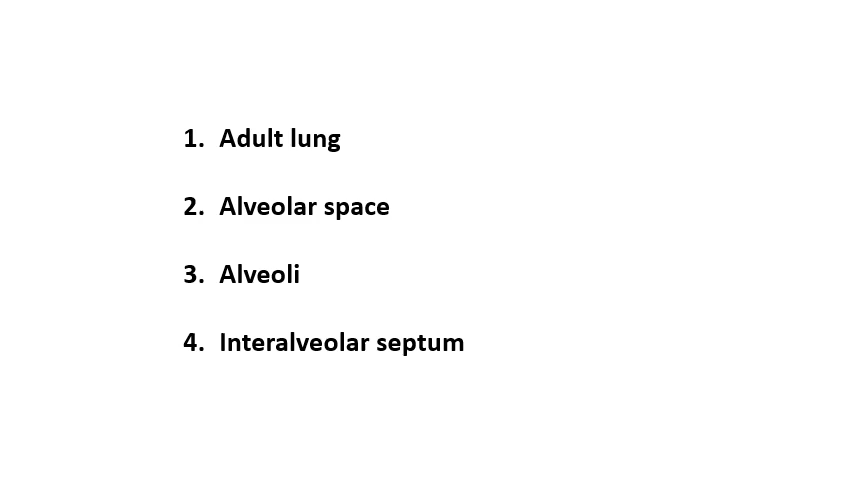 1. Adult lung
2. Alveolar space
3. Alveoli
4. Interalveolar septum